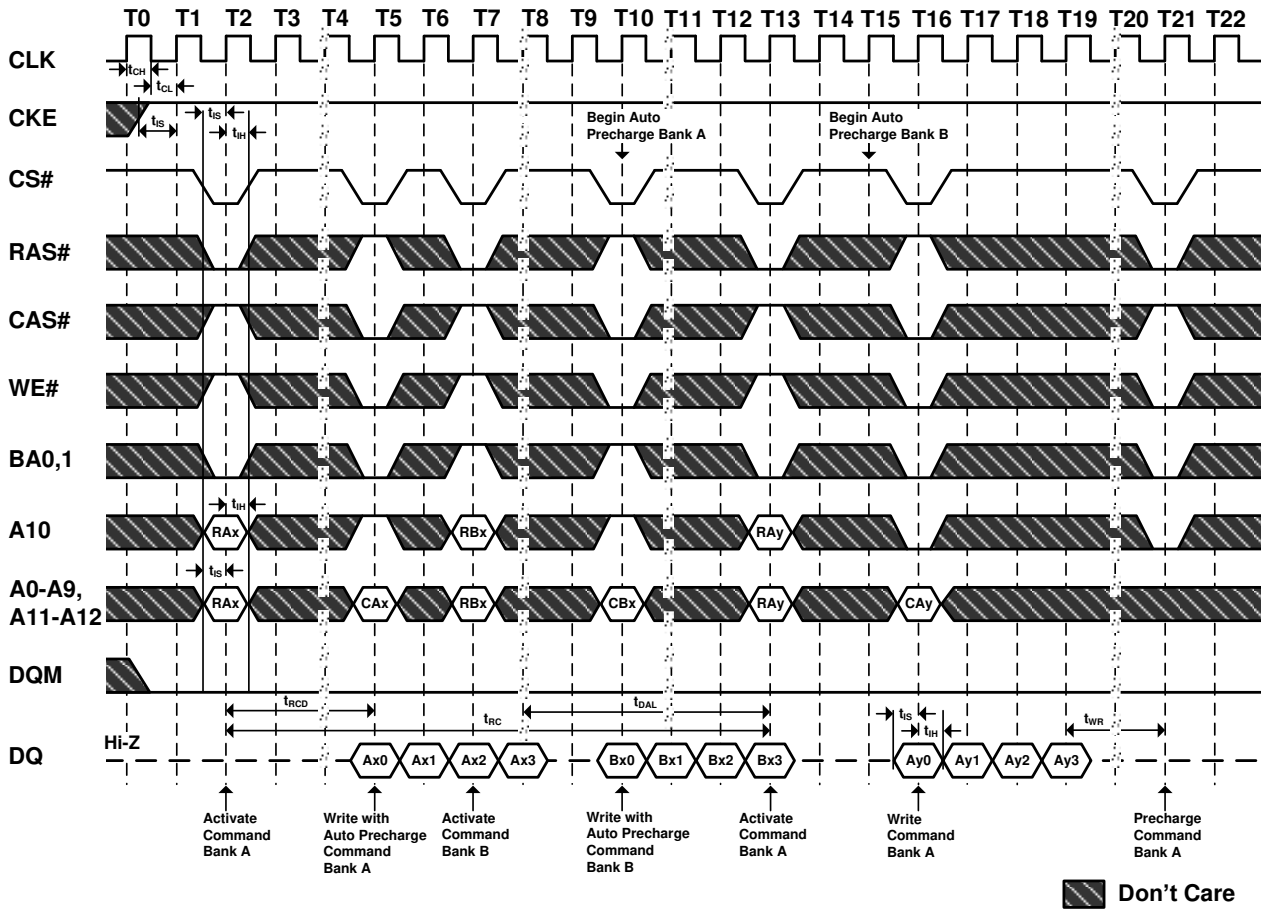 T0 T1 T2 T3 T4 T5 T6 T7 T8 T9 T10 T11 T12 T13 T14 T15 T16 T17 T18 T19 T20 T21 T22
CLK
tCH
tCL
CKE
tIS
tIS
tIH
Begin Auto
Precharge Bank A
Begin Auto
Precharge Bank B
CS#
RAS#
CAS#
WE#
BA0,1
tIH
A10
RAx RBx RAy
tIS
A0-A9,
A11-A12
RAx CAx RBx CBx RAy CAy
DQM
tRCD
tDAL
tRC
tIS
tIH
tWR
Hi-Z
DQ
Ax0 Ax1 Ax2 Ax3 Bx0 Bx1 Bx2 Bx3 Ay0 Ay1 Ay2 Ay3
Activate
Command
Bank A
Write with
Auto Precharge
Command
Bank A
Activate
Command
Bank B
Write with
Auto Precharge
Command
Bank B
Activate
Command
Bank A
Write
Command
Bank A
Precharge
Command
Bank A
Don't Care